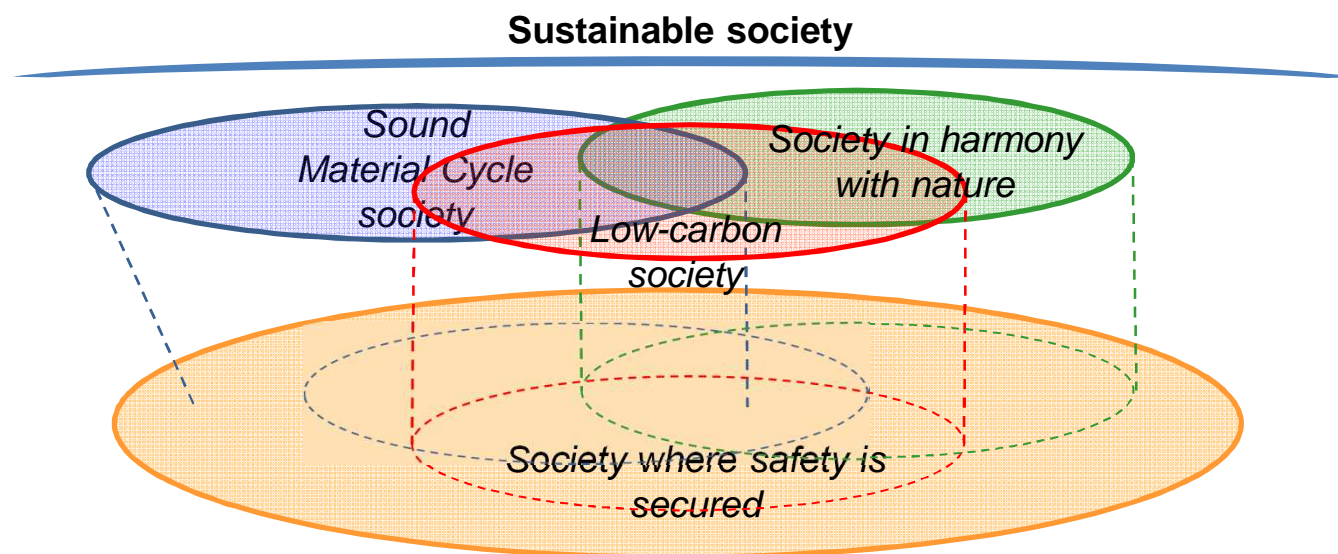 Sustainable society
Sound
Material Cycle
society
Society in harmony
with nature
Low-carbon
society
Society where safety is
secured